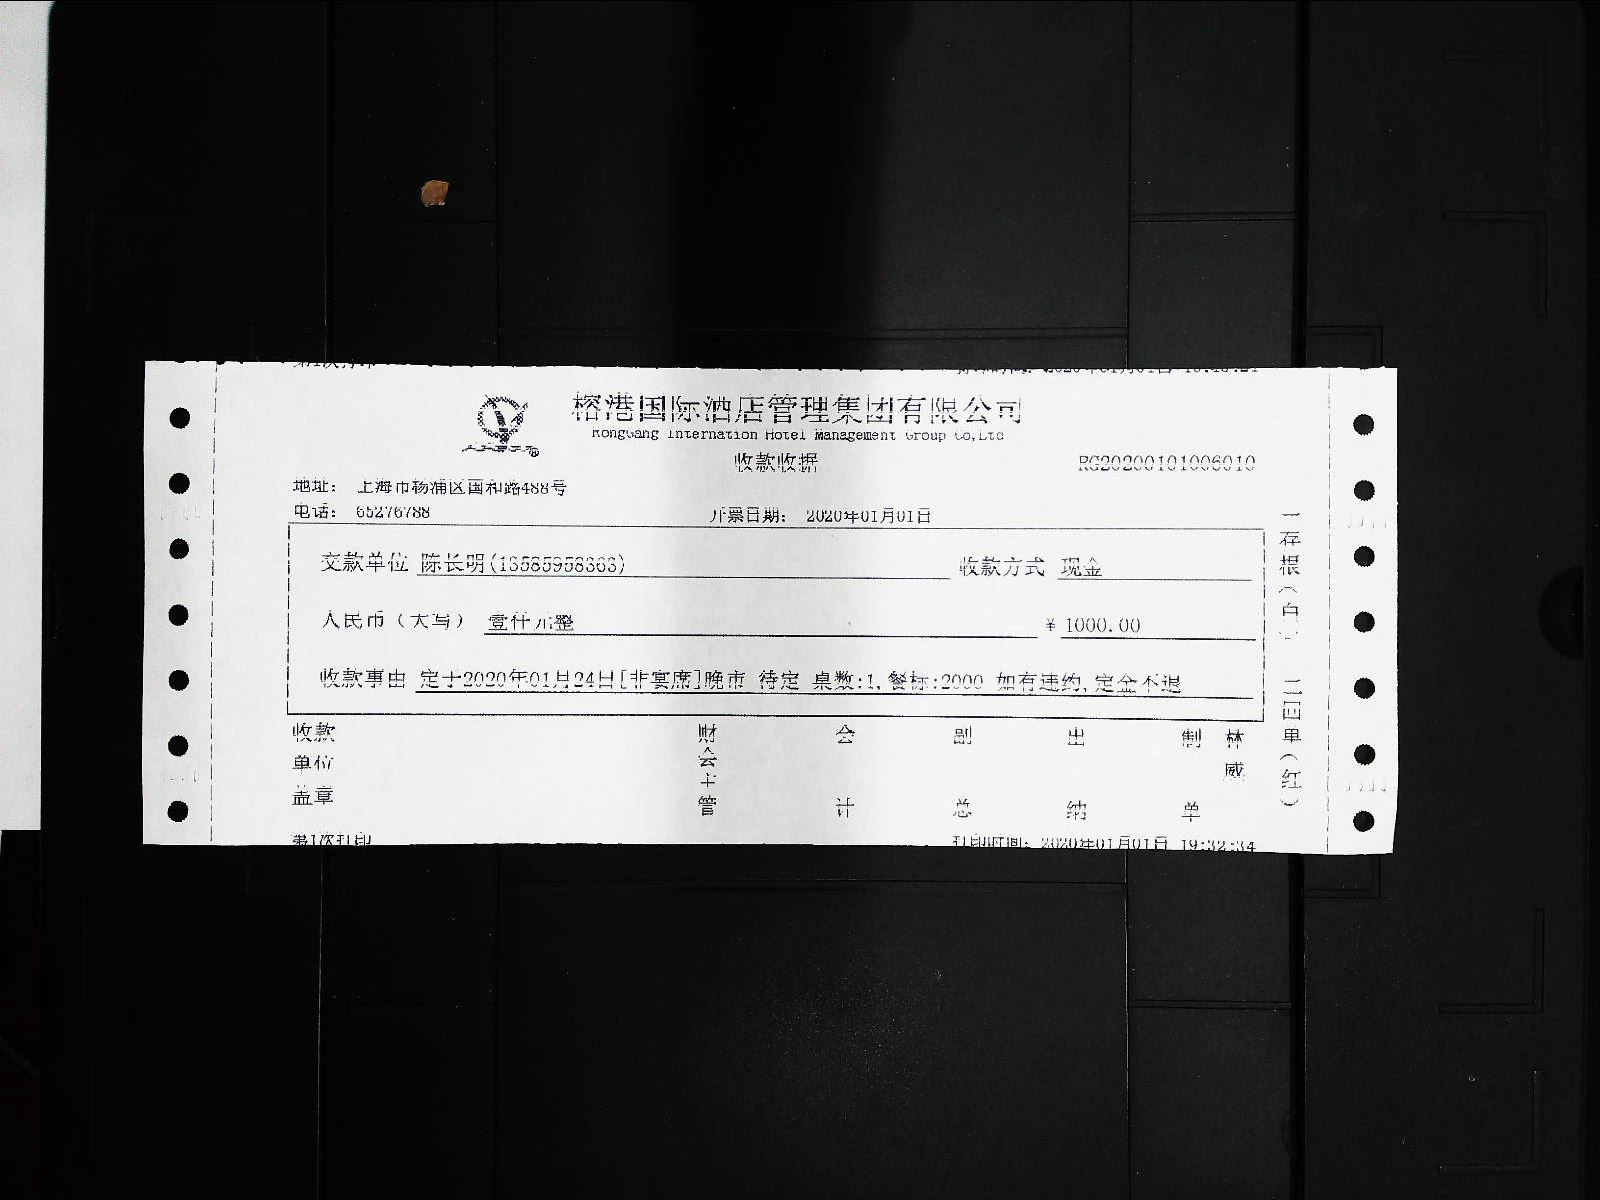 榕港国际酒店管理集团有限公司
RongGang Internation Hotel Management Group Co,Ltd
收款收据
RG20200101006010
地址： 上海市杨浦区国和路488号
电话： 65276788 开票日期： 2020年01月01日
交款单位 陈长明 收款方式 现金
人民币（大写） 壹仟元整 ¥ 1000.00
收款事由 定于2020年01月24日[非宴席]晚市 待定 桌数:1,餐标:2000 如有违约,定金不退
收款单位盖章 财会主管 会计 副总 出纳 制单 林威
一存根（白）
二回单（红）
第1次打印 打印时间：2020年01月01日 19:32:34